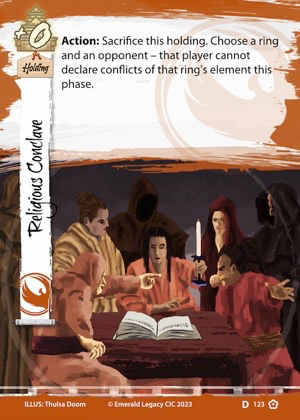 +0
Holding
Action: Sacrifice this holding. Choose a ring
and an opponent – that player cannot
declare conflicts of that ring's element this
phase.
Religious Conclave
ILLUS: Thulsa Doom
© Emerald Legacy CIC 2023
D 123